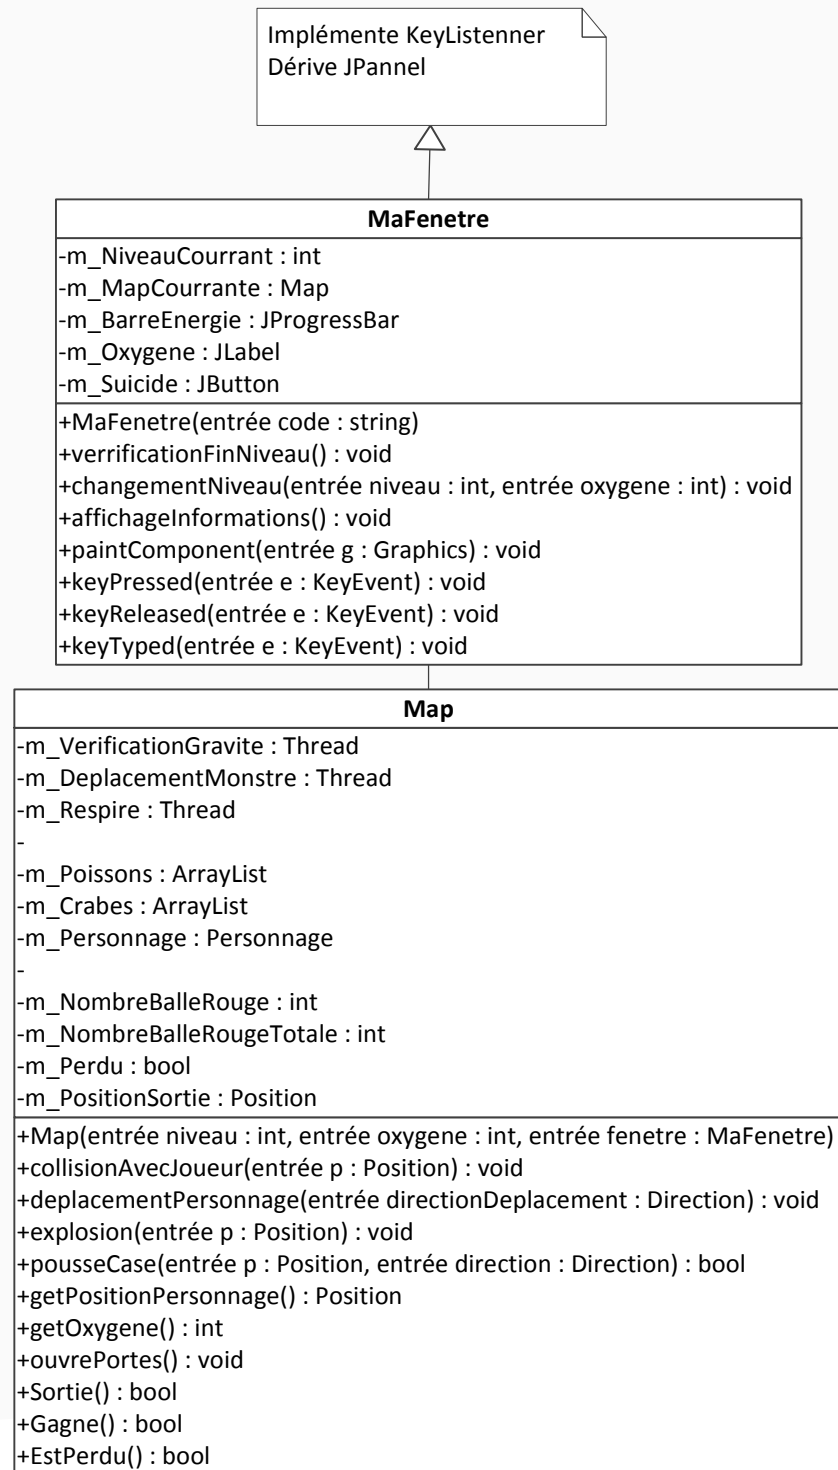 Implémente KeyListenner
Dérive JPannel
MaFenetre
-m_NiveauCourrant : int
-m_MapCourrante : Map
-m_BarreEnergie : JProgressBar
-m_Oxygene : JLabel
-m_Suicide : JButton
+MaFenetre(entrée code : string)
+verrificationFinNiveau() : void
+changementNiveau(entrée niveau : int, entrée oxygene : int) : void
+affichageInformations() : void
+paintComponent(entrée g : Graphics) : void
+keyPressed(entrée e : KeyEvent) : void
+keyReleased(entrée e : KeyEvent) : void
+keyTyped(entrée e : KeyEvent) : void
Map
-m_VerificationGravite : Thread
-m_DeplacementMonstre : Thread
-m_Respire : Thread
-
-m_Poissons : ArrayList
-m_Crabes : ArrayList
-m_Personnage : Personnage
-
-m_NombreBalleRouge : int
-m_NombreBalleRougeTotale : int
-m_Perdu : bool
-m_PositionSortie : Position
+Map(entrée niveau : int, entrée oxygene : int, entrée fenetre : MaFenetre)
+collisionAvecJoueur(entrée p : Position) : void
+deplacementPersonnage(entrée directionDeplacement : Direction) : void
+explosion(entrée p : Position) : void
+pousseCase(entrée p : Position, entrée direction : Direction) : bool
+getPositionPersonnage() : Position
+getOxygene() : int
+ouvrePortes() : void
+Sortie() : bool
+Gagne() : bool
+EstPerdu() : bool